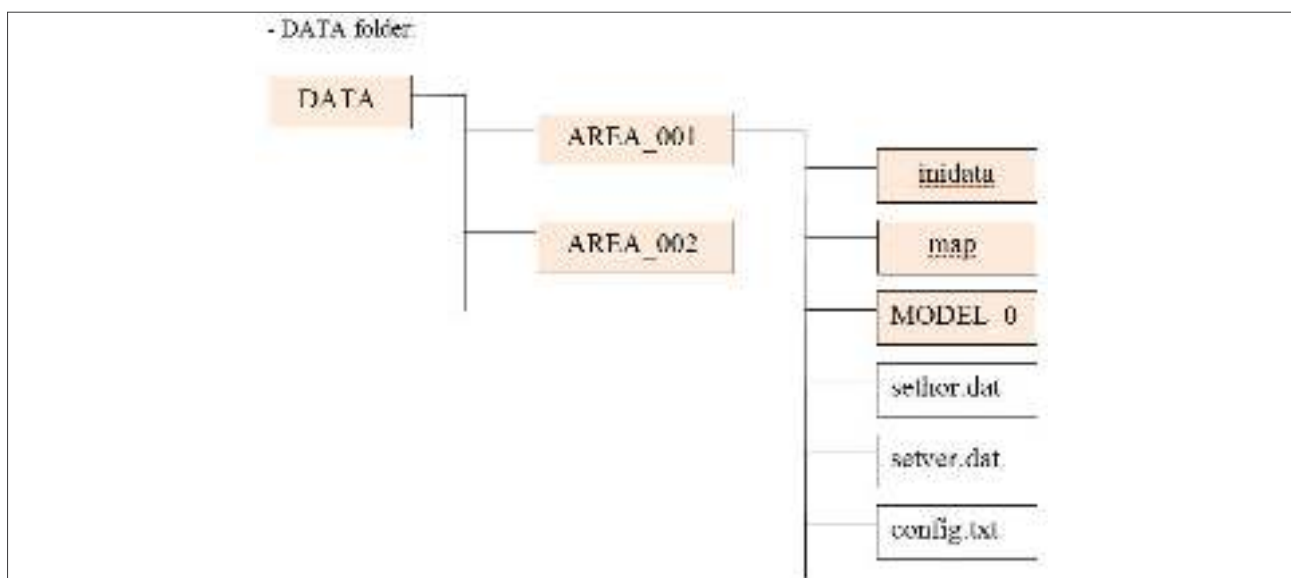 - DATA folder:
DATA
AREA_001
AREA_002
inidata
map
MODEL_0
sethor.dat
setver.dat
config.txt